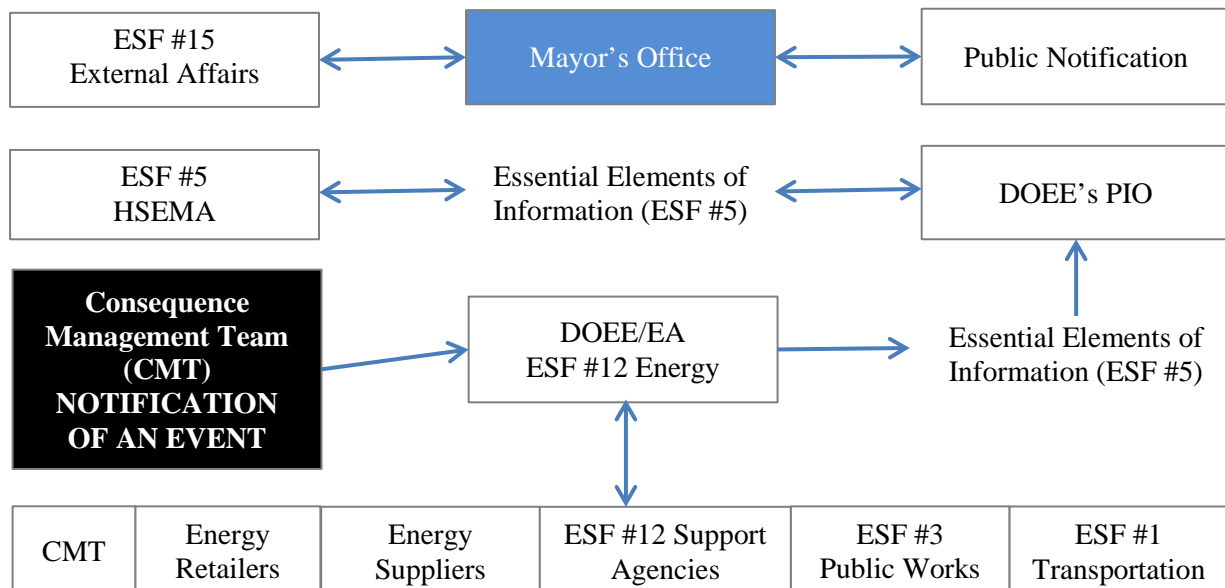 ESF #15
External Affairs
Mayor’s Office
Public Notification
ESF #5
HSEMA
Essential Elements of
Information (ESF #5)
DOEE’s PIO
Consequence
Management Team
(CMT)
NOTIFICATION
OF AN EVENT
DOEE/EA
ESF #12 Energy
Essential Elements of
Information (ESF #5)
CMT
Energy
Retailers
Energy
Suppliers
ESF #12 Support
Agencies
ESF #3
Public Works
ESF #1
Transportation